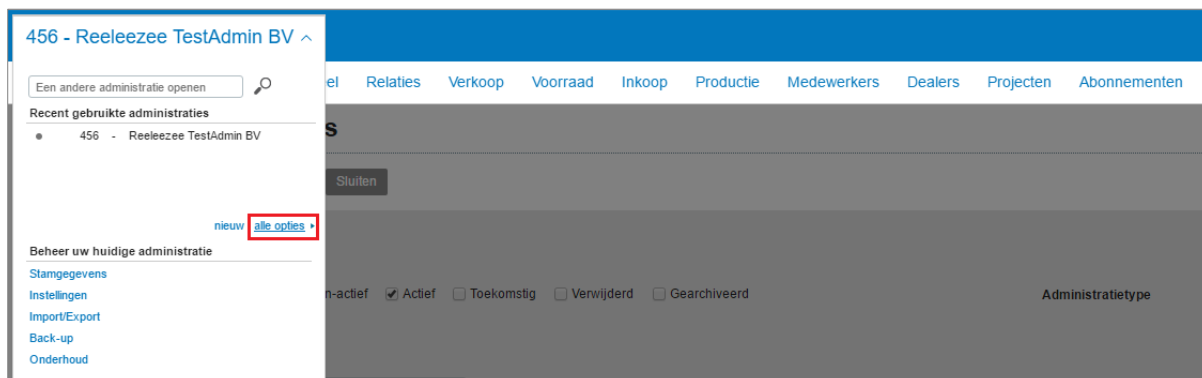 456 - Reeleezee TestAdmin BV
el Relaties Verkoop Voorraad Inkoop Productie Medewerkers Dealers Projecten Abonnementen
Een andere administratie openen
Recent gebruikte administraties
456 - Reeleezee TestAdmin BV
s
Sluiten
nieuw alle opties
Beheer uw huidige administratie
Stamgegevens
Instellingen
n-actief Actief Toekomstig Verwijderd Gearchiveerd Administratietype
Import/Export
Back-up
Onderhoud